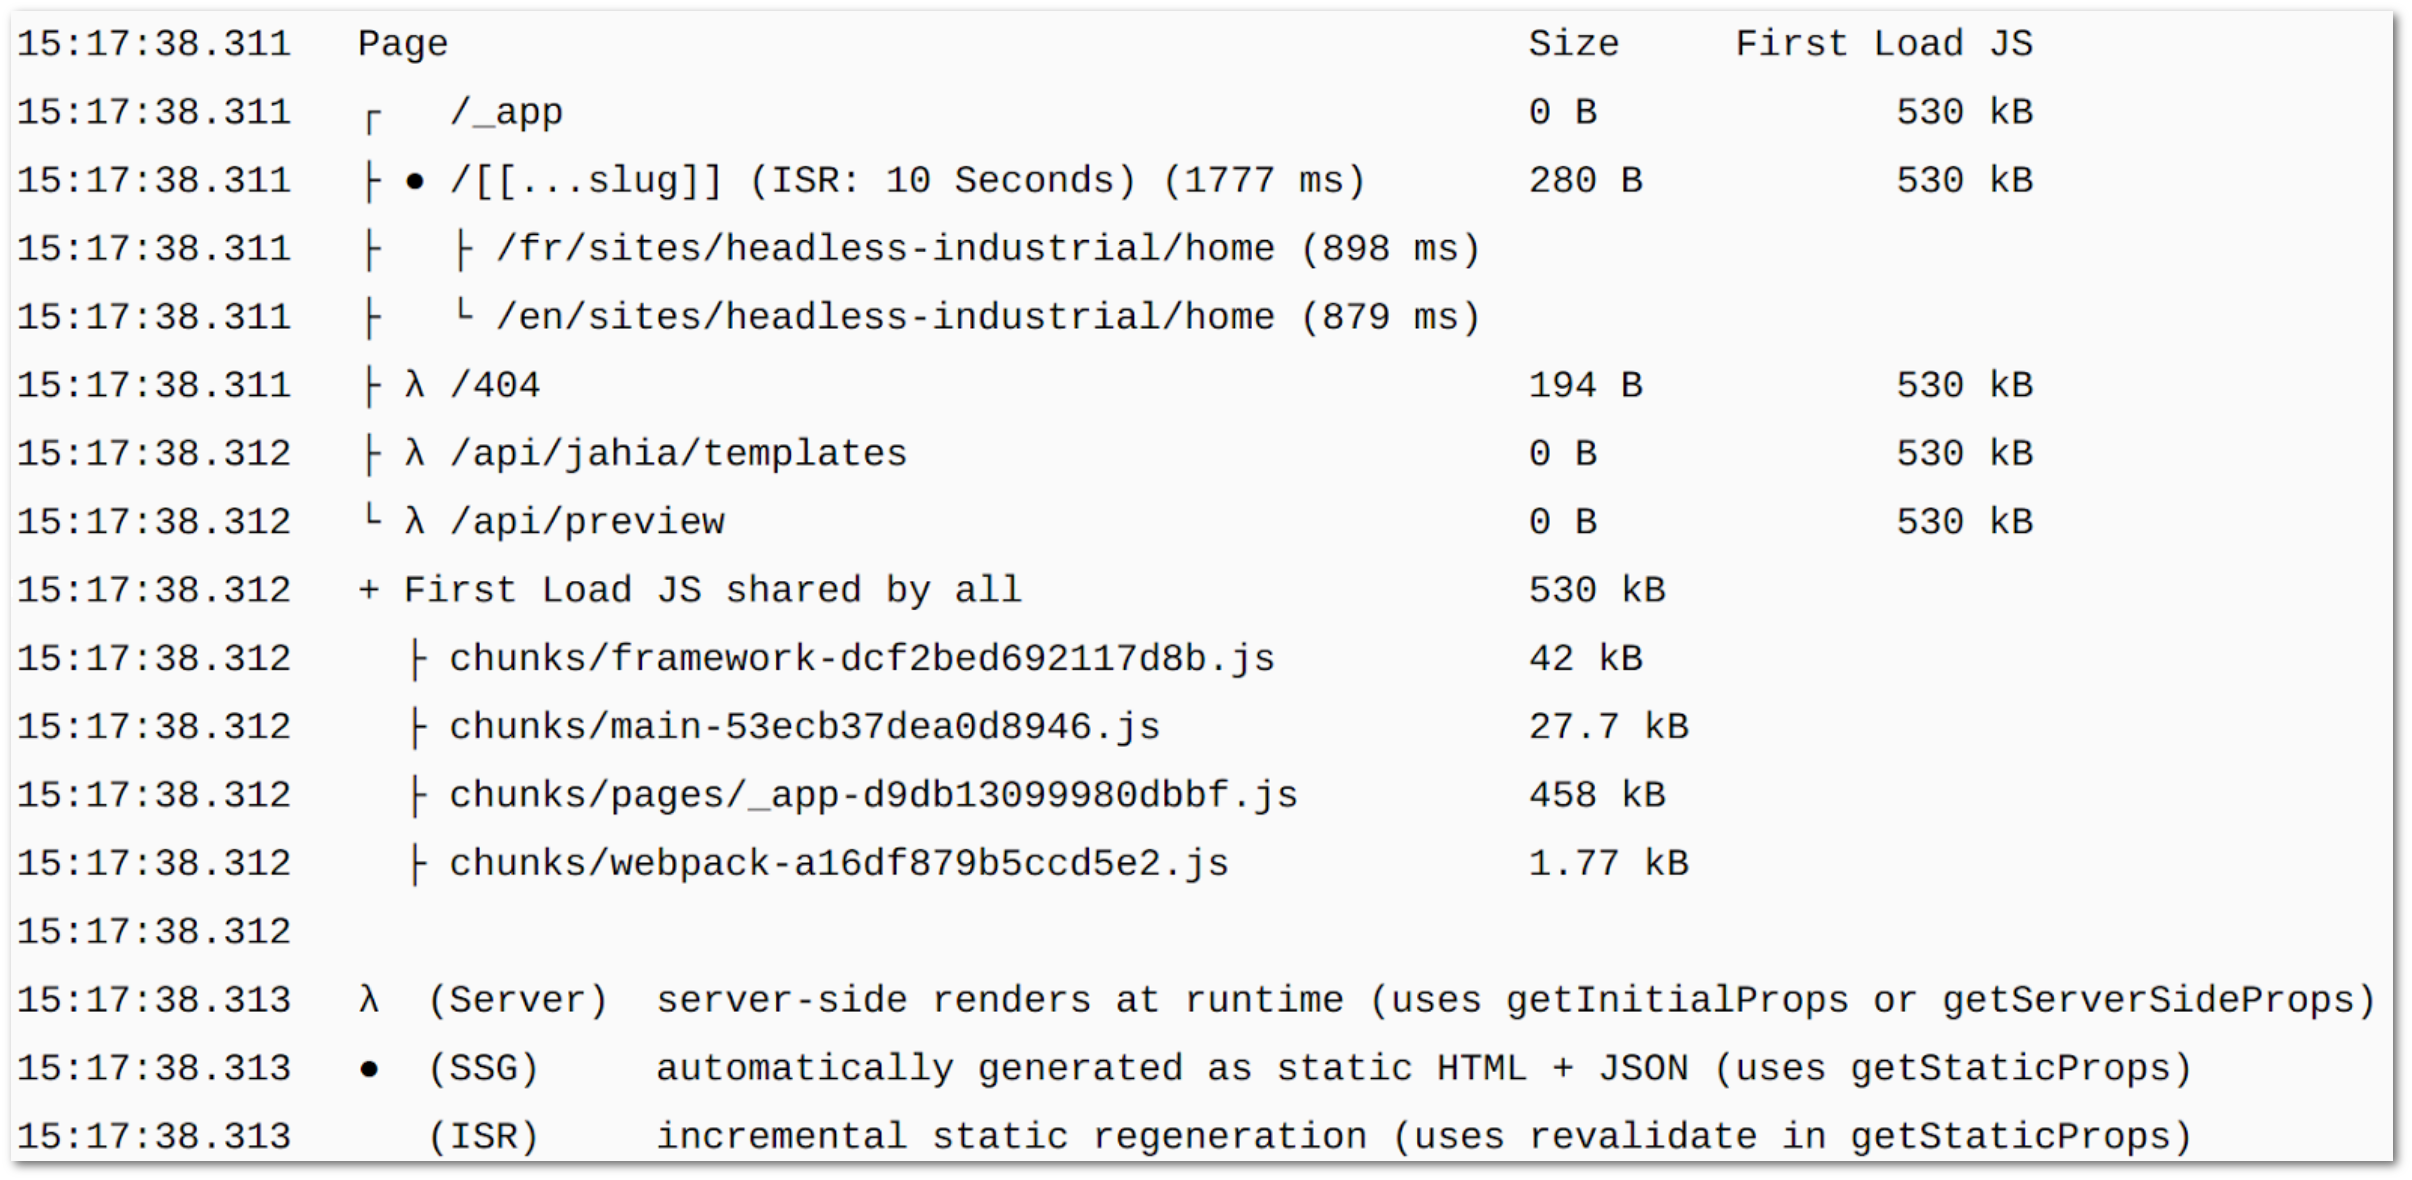 15:17:38.311 Page Size First Load JS
15:17:38.311 ┌ /_app 0 B 530 kB
15:17:38.311 ├ ● /[[...slug]] (ISR: 10 Seconds) (1777 ms) 280 B 530 kB
15:17:38.311 ├ ├ /fr/sites/headless-industrial/home (898 ms)
15:17:38.311 ├ └ /en/sites/headless-industrial/home (879 ms)
15:17:38.311 ├ λ /404 194 B 530 kB
15:17:38.312 ├ λ /api/jahia/templates 0 B 530 kB
15:17:38.312 └ λ /api/preview 0 B 530 kB
15:17:38.312 + First Load JS shared by all 530 kB
15:17:38.312 ├ chunks/framework-dcf2bed692117d8b.js 42 kB
15:17:38.312 ├ chunks/main-53ecb37dea0d8946.js 27.7 kB
15:17:38.312 ├ chunks/pages/_app-d9db13099980dbbf.js 458 kB
15:17:38.312 ├ chunks/webpack-a16df879b5ccd5e2.js 1.77 kB
15:17:38.312
15:17:38.313 λ (Server) server-side renders at runtime (uses getInitialProps or getServerSideProps)
15:17:38.313 ● (SSG) automatically generated as static HTML + JSON (uses getStaticProps)
15:17:38.313 (ISR) incremental static regeneration (uses revalidate in getStaticProps)